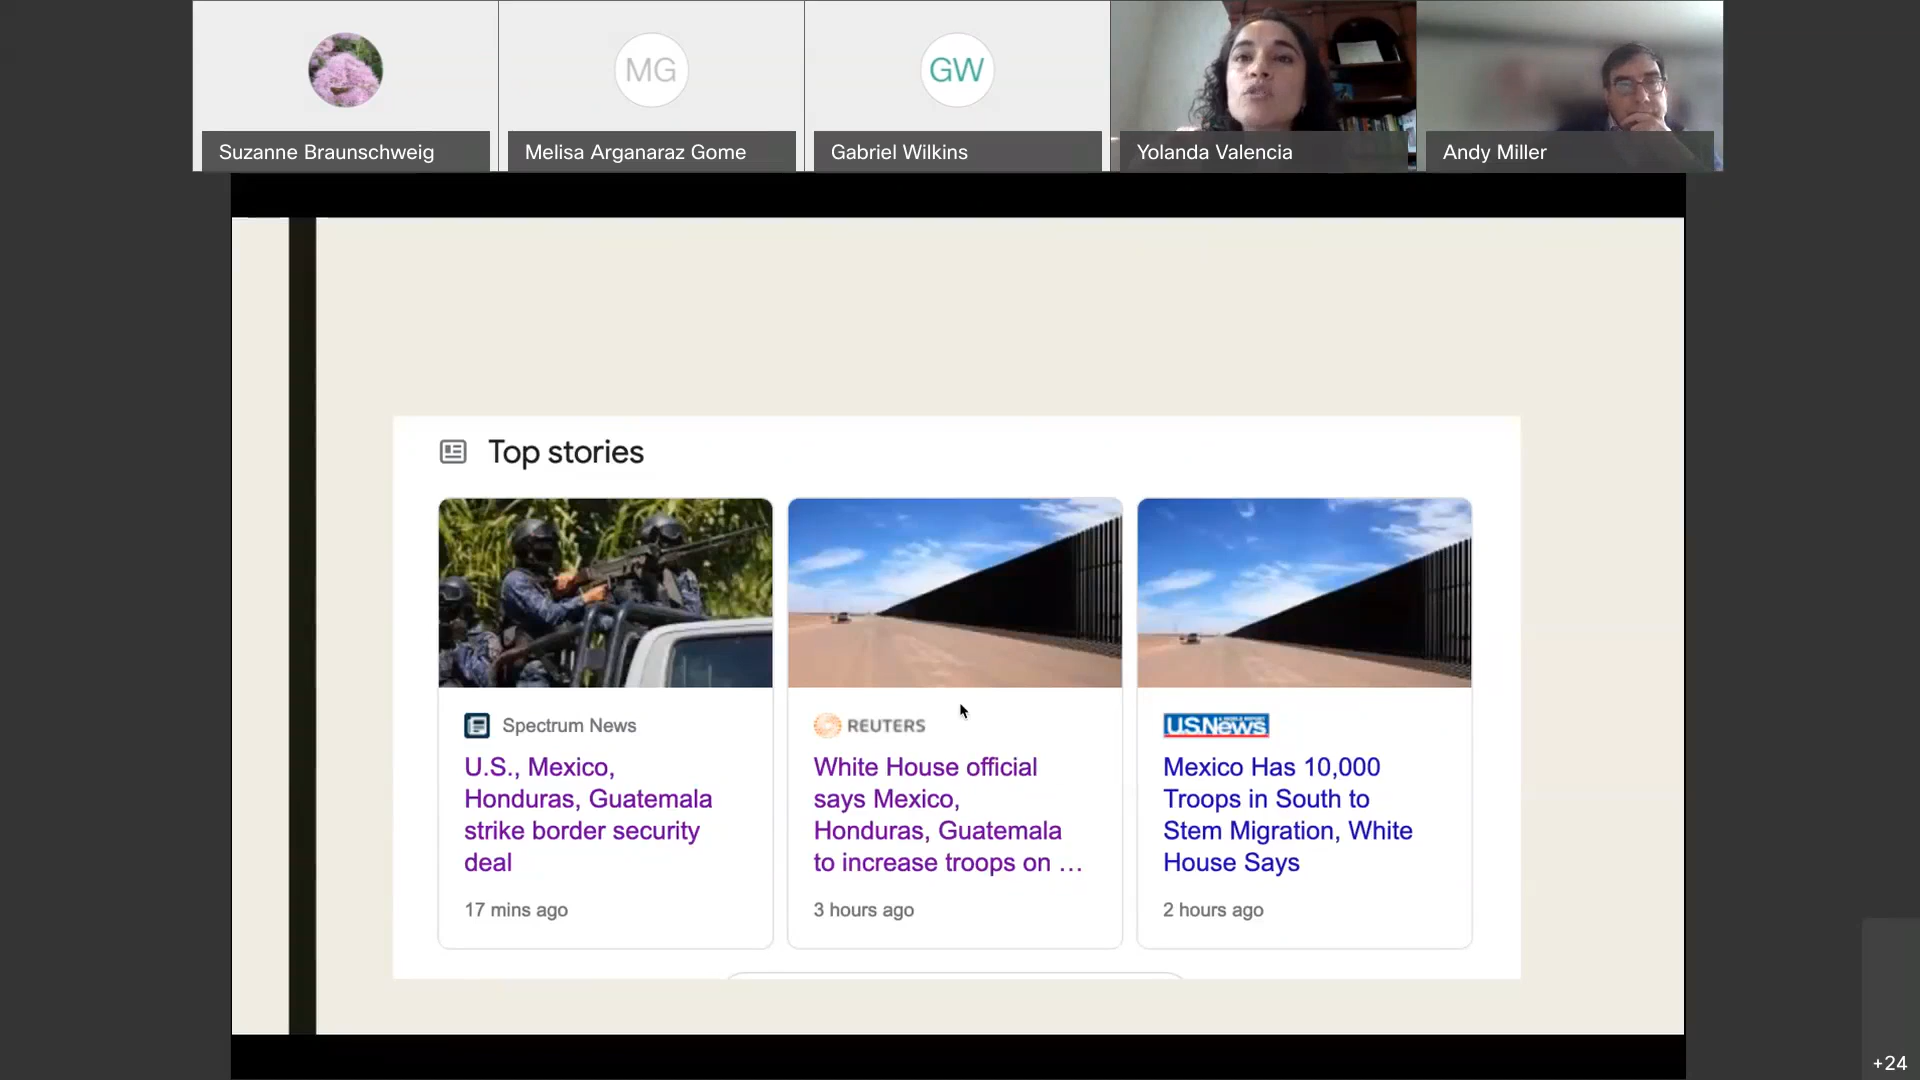 MG
GW
Suzanne Braunschweig
Melisa Arganaraz Gome
Gabriel Wilkins
Yolanda Valencia
Andy Miller
Top stories
Spectrum News
U.S., Mexico,
Honduras, Guatemala
strike border security
deal
17 mins ago
REUTERS
White House official
says Mexico,
Honduras, Guatemala
to increase troops on …
3 hours ago
U.S.News
Mexico Has 10,000
Troops in South to
Stem Migration, White
House Says
2 hours ago
+24